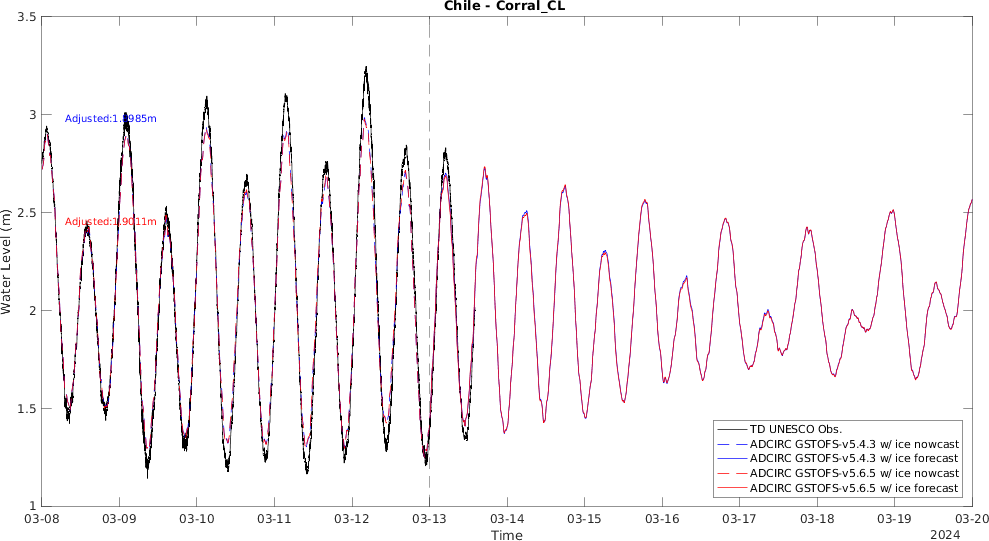 Chile - Corral_CL
3.5
3
2.5
2
1.5
1
Water Level (m)
Adjusted:1.8985m
Adjusted:1.9011m
TD UNESCO Obs.
ADCIRC GSTOFS-v5.4.3 w/ ice nowcast
ADCIRC GSTOFS-v5.4.3 w/ ice forecast
ADCIRC GSTOFS-v5.6.5 w/ ice nowcast
ADCIRC GSTOFS-v5.6.5 w/ ice forecast
03-08 03-09 03-10 03-11 03-12 03-13 03-14 03-15 03-16 03-17 03-18 03-19 03-20
Time
2024